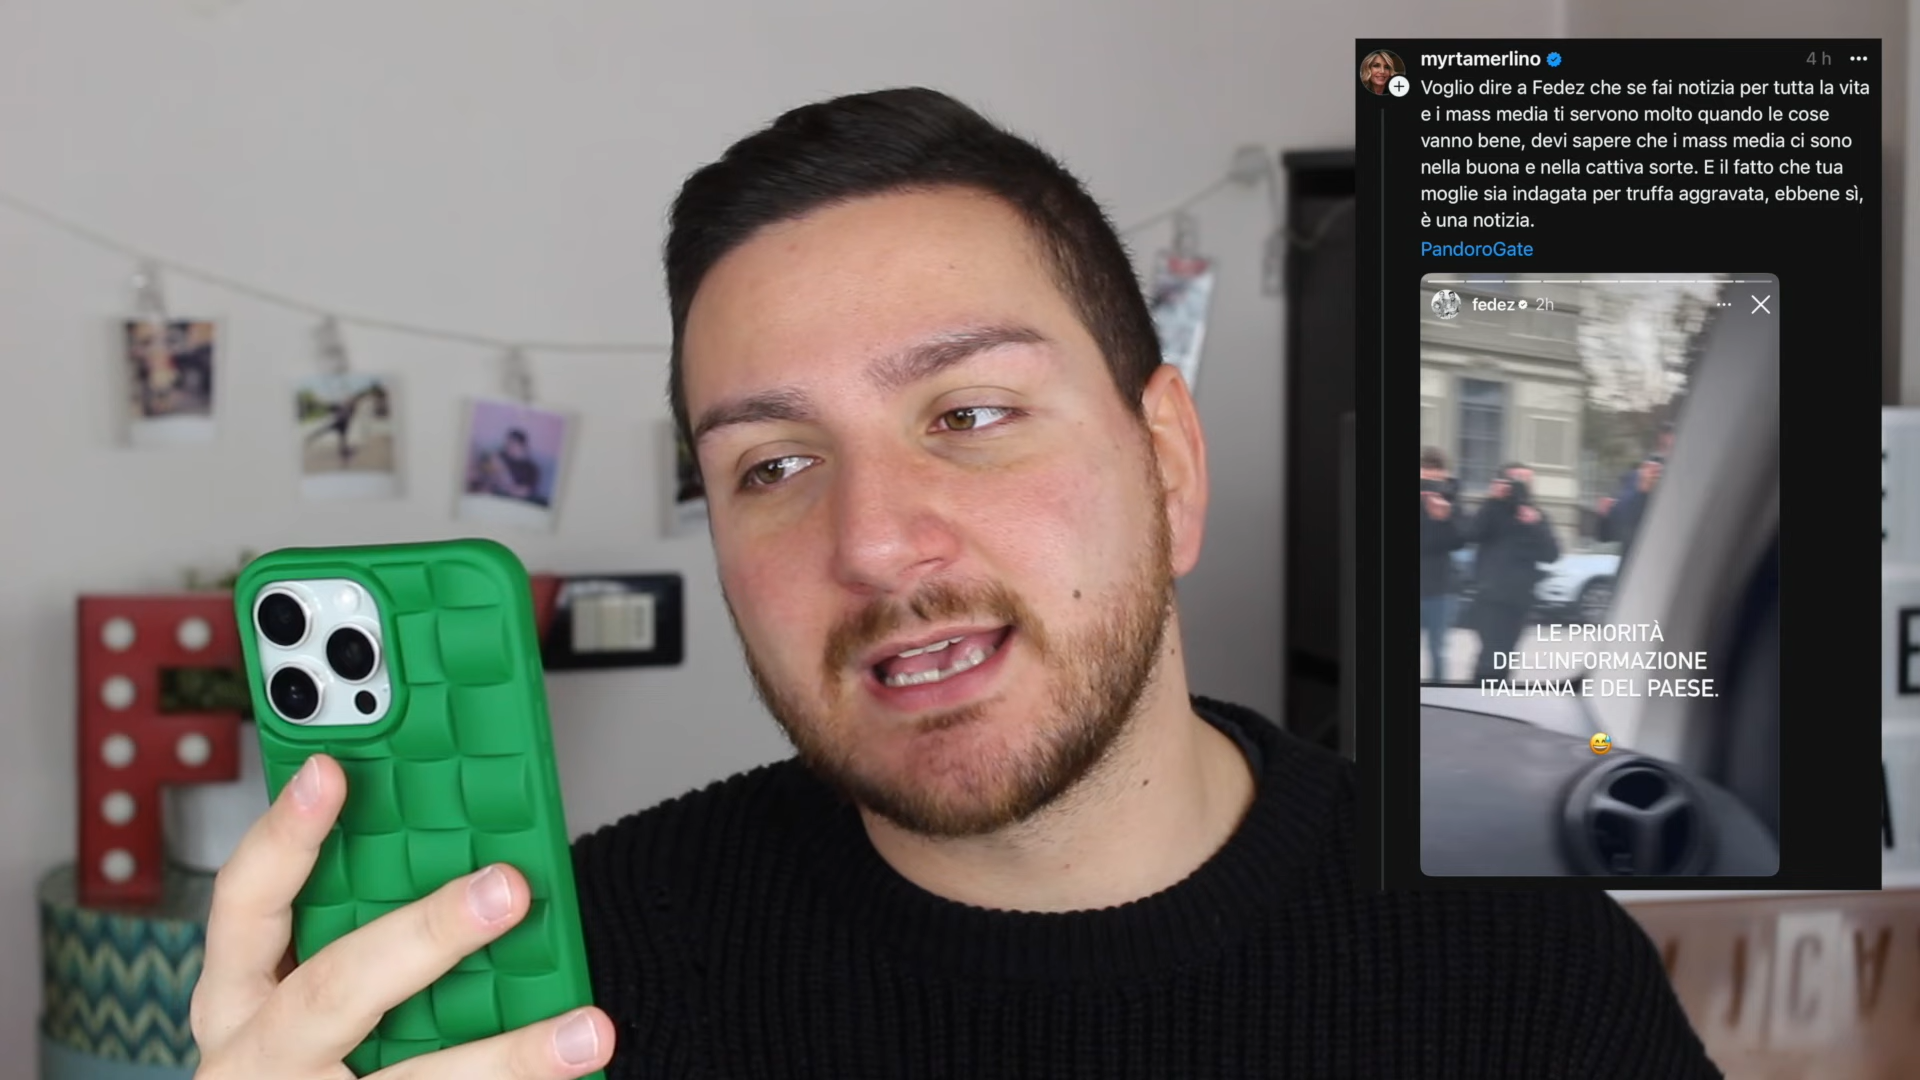 myrtamerlino 4 h
Voglio dire a Fedez che se fai notizia per tutta la vita
e i mass media ti servono molto quando le cose
vanno bene, devi sapere che i mass media ci sono
nella buona e nella cattiva sorte. E il fatto che tua
moglie sia indagata per truffa aggravata, ebbene sì,
è una notizia.
PandoroGate
fedez 2h
LE PRIORITÀ
DELL'INFORMAZIONE
ITALIANA E DEL PAESE.
F